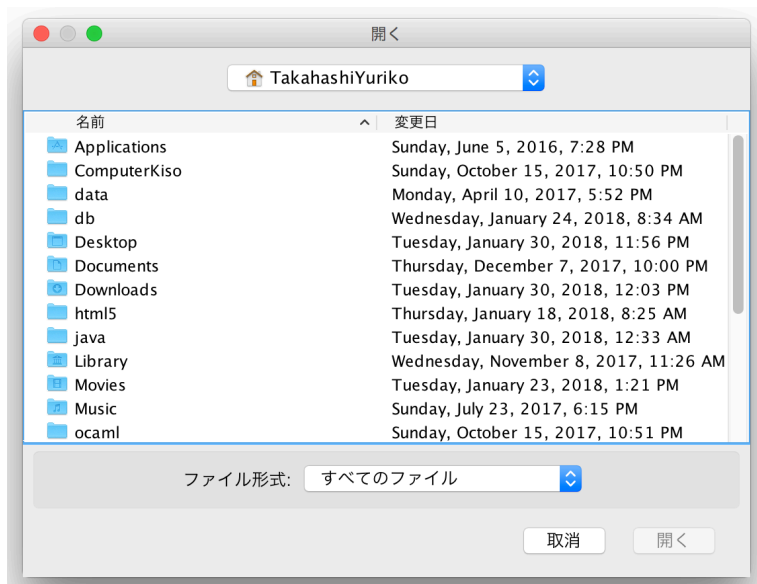 開く
TakahashiYuriko
名前 変更日
Applications Sunday, June 5, 2016, 7:28 PM
ComputerKiso Sunday, October 15, 2017, 10:50 PM
data Monday, April 10, 2017, 5:52 PM
db Wednesday, January 24, 2018, 8:34 AM
Desktop Tuesday, January 30, 2018, 11:56 PM
Documents Thursday, December 7, 2017, 10:00 PM
Downloads Tuesday, January 30, 2018, 12:03 PM
html5 Thursday, January 18, 2018, 8:25 AM
java Tuesday, January 30, 2018, 12:33 AM
Library Wednesday, November 8, 2017, 11:26 AM
Movies Tuesday, January 23, 2018, 1:21 PM
Music Sunday, July 23, 2017, 6:15 PM
ocaml Sunday, October 15, 2017, 10:51 PM
ファイル形式: すべてのファイル
取消 開く